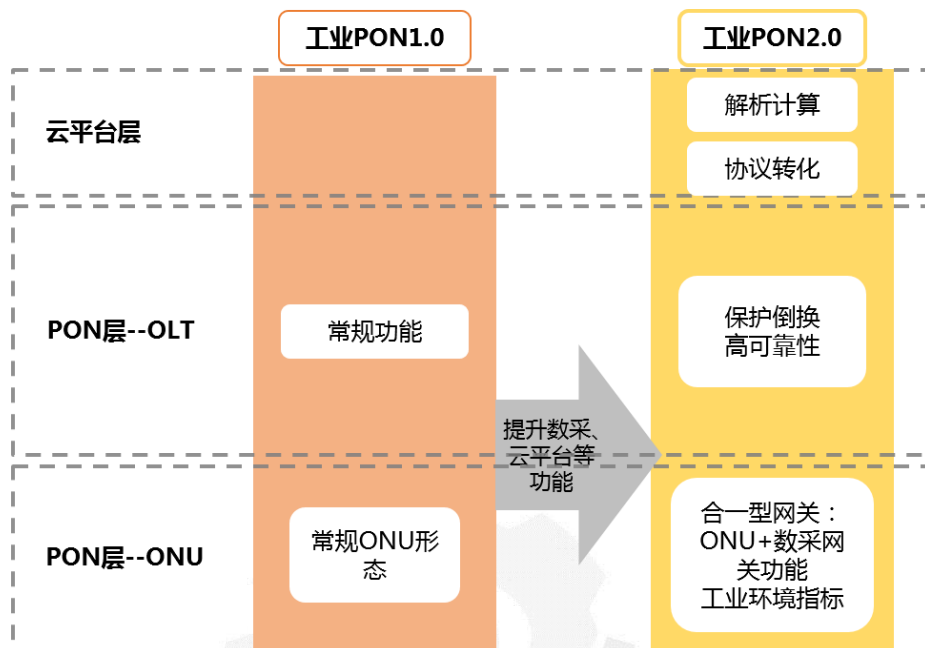 工业PON1.0
工业PON2.0
云平台层
解析计算
协议转化
PON层--OLT
常规功能
保护倒换
高可靠性
提升数采、
云平台等
功能
PON层--ONU
常规ONU形
态
合一型网关：
ONU+数采网
关功能
工业环境指标